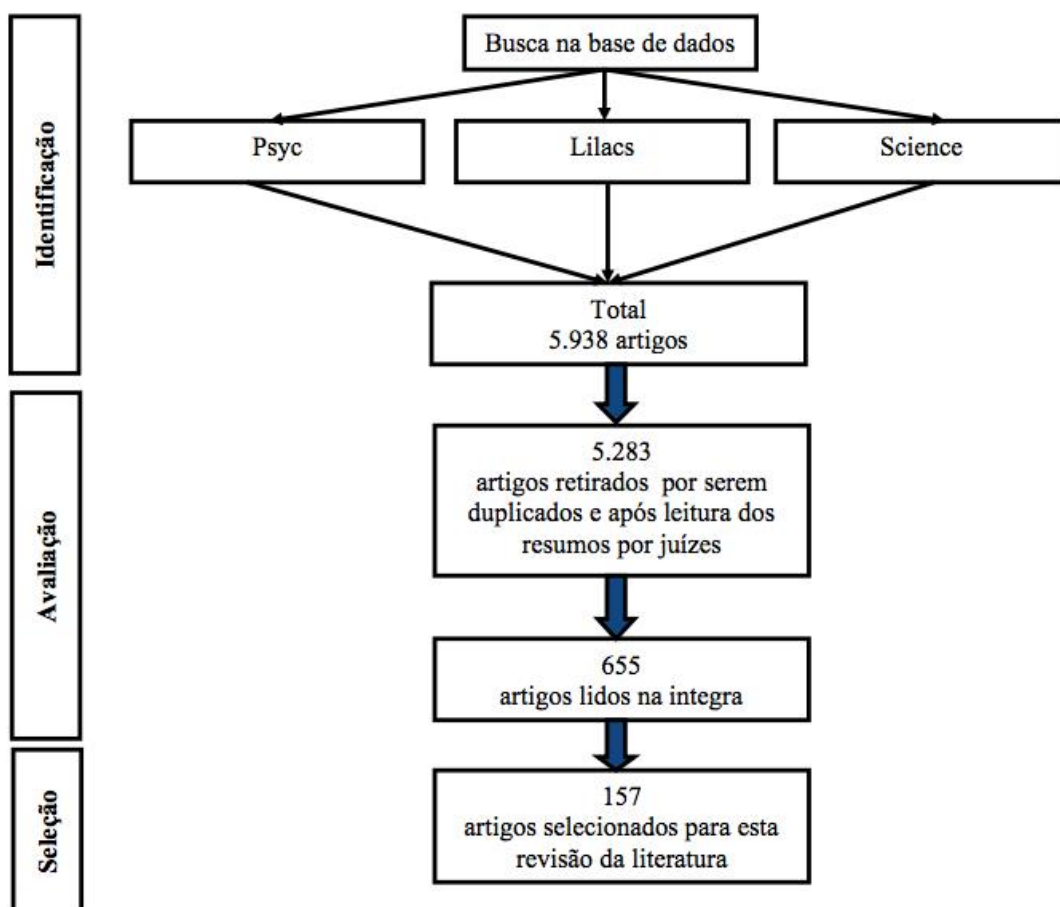 Identificação
Busca na base de dados
Psyc
Lilacs
Science
Total
5.938 artigos
Avaliação
5.283
artigos retirados por serem
duplicados e após leitura dos
resumos por juízes
655
artigos lidos na integra
Seleção
157
artigos selecionados para esta
revisão da literatura